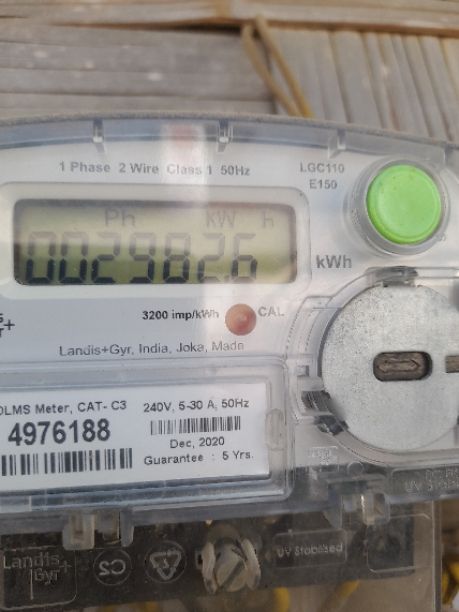 1 Phase 2 Wire Class 1 50Hz
LGC110
E150
Ph KW h
0029826
kWh
3200 imp/kWh
CAL
Landis+Gyr, India, Joka, Made
DLMS Meter, CAT- C3
4976188
240V, 5-30 A, 50Hz
Dec, 2020
Guarantee : 5 Yrs.
Landis+
Gyr
UV Stabilised